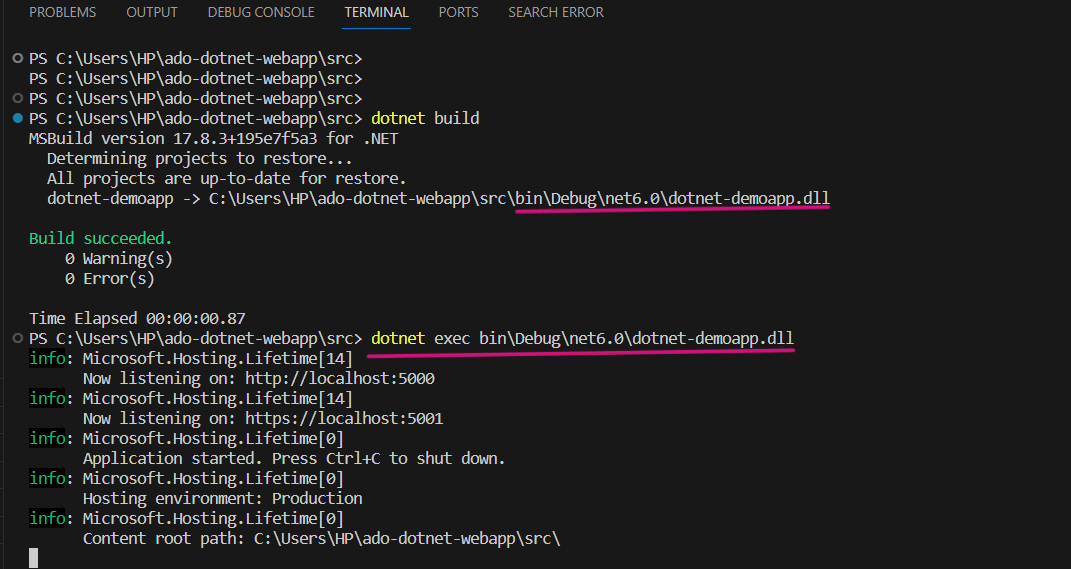 PROBLEMS OUTPUT DEBUG CONSOLE TERMINAL PORTS SEARCH ERROR
PS C:\Users\HP\ado-dotnet-webapp\src>
PS C:\Users\HP\ado-dotnet-webapp\src>
PS C:\Users\HP\ado-dotnet-webapp\src>
PS C:\Users\HP\ado-dotnet-webapp\src> dotnet build
MSBuild version 17.8.3+195e7f5a3 for .NET
  Determining projects to restore...
  All projects are up-to-date for restore.
  dotnet-demoapp -> C:\Users\HP\ado-dotnet-webapp\src\bin\Debug\net6.0\dotnet-demoapp.dll
Build succeeded.
    0 Warning(s)
    0 Error(s)
Time Elapsed 00:00:00.87
PS C:\Users\HP\ado-dotnet-webapp\src> dotnet exec bin\Debug\net6.0\dotnet-demoapp.dll
info: Microsoft.Hosting.Lifetime[14]
      Now listening on: http://localhost:5000
info: Microsoft.Hosting.Lifetime[14]
      Now listening on: https://localhost:5001
info: Microsoft.Hosting.Lifetime[0]
      Application started. Press Ctrl+C to shut down.
info: Microsoft.Hosting.Lifetime[0]
      Hosting environment: Production
info: Microsoft.Hosting.Lifetime[0]
      Content root path: C:\Users\HP\ado-dotnet-webapp\src\